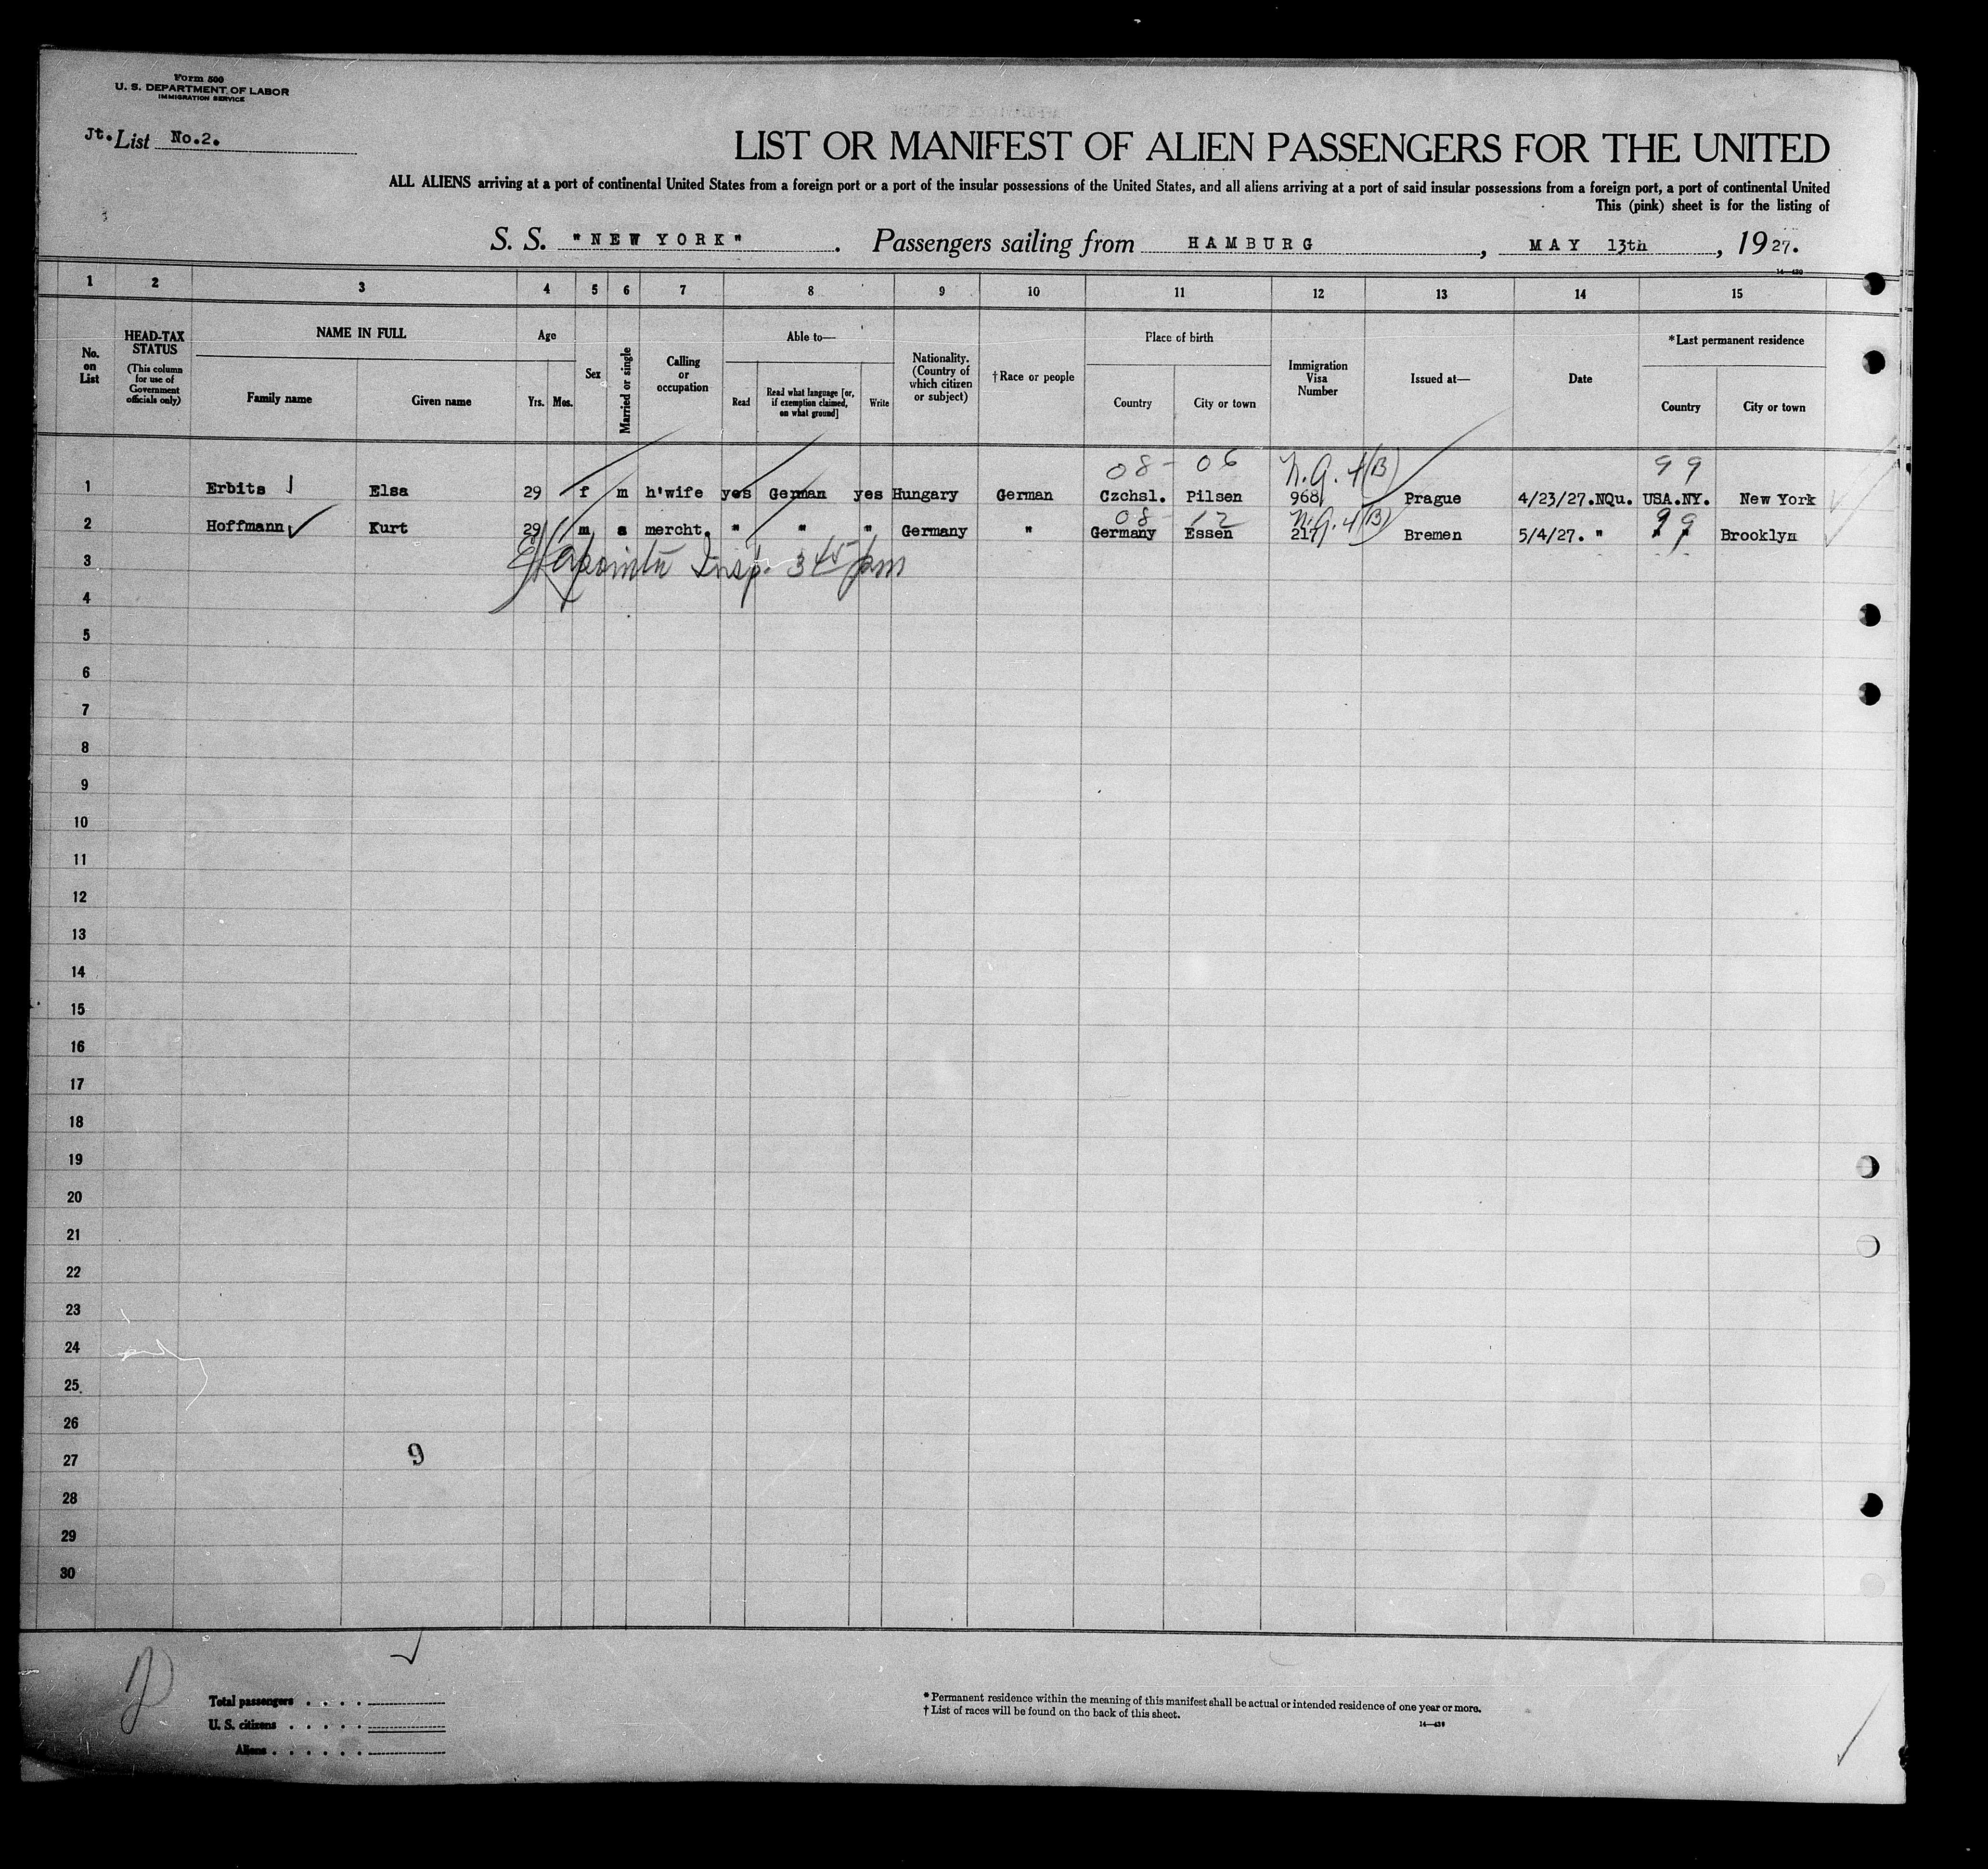 Form 500
U. S. DEPARTMENT OF LABOR
IMMIGRATION SERVICE
Jt. List No.2.
LIST OR MANIFEST OF ALIEN PASSENGERS FOR THE UNITED
ALL ALIENS arriving at a port of continental United States from a foreign port or a port of the insular possessions of the United States, and all aliens arriving at a port of said insular possessions from a foreign port, a port of continental United
This (pink) sheet is for the listing of
S. S. "NEW YORK". Passengers sailing from HAMBURG, MAY 13th, 1927.
1 2 3 4 5 6 7 8 9 10 11 12 13 14 15
No. on List
HEAD-TAX STATUS (This column for use of Government officials only)
NAME IN FULL
Family name
Given name
Age
Yrs. Mos.
Sex
Married or single
Calling or occupation
Able to—
Read
Read what language [or, if exemption claimed, on what ground]
Write
Nationality. (Country of which citizen or subject)
†Race or people
Place of birth
Country
City or town
Immigration Visa Number
Issued at—
Date
*Last permanent residence
Country
City or town
08 - 06 N.Q. 4(B) 99
1 Erbits Elsa 29 f m h'wife yes German yes Hungary German Czchsl. Pilsen 968 Prague 4/23/27.NQu. USA.NY. New York
08 - 12 N.Q. 4(B) 99
2 Hoffmann Kurt 29 m s mercht. " " " Germany " Germany Essen 217 Bremen 5/4/27. " Brooklyn
3 Insp. 3 45 pm
4
5
6
7
8
9
10
11
12
13
14
15
16
17
18
19
20
21
22
23
24
25
26
27
9
28
29
30
Total passengers
U. S. citizens
Aliens
* Permanent residence within the meaning of this manifest shall be actual or intended residence of one year or more.
† List of races will be found on the back of this sheet.